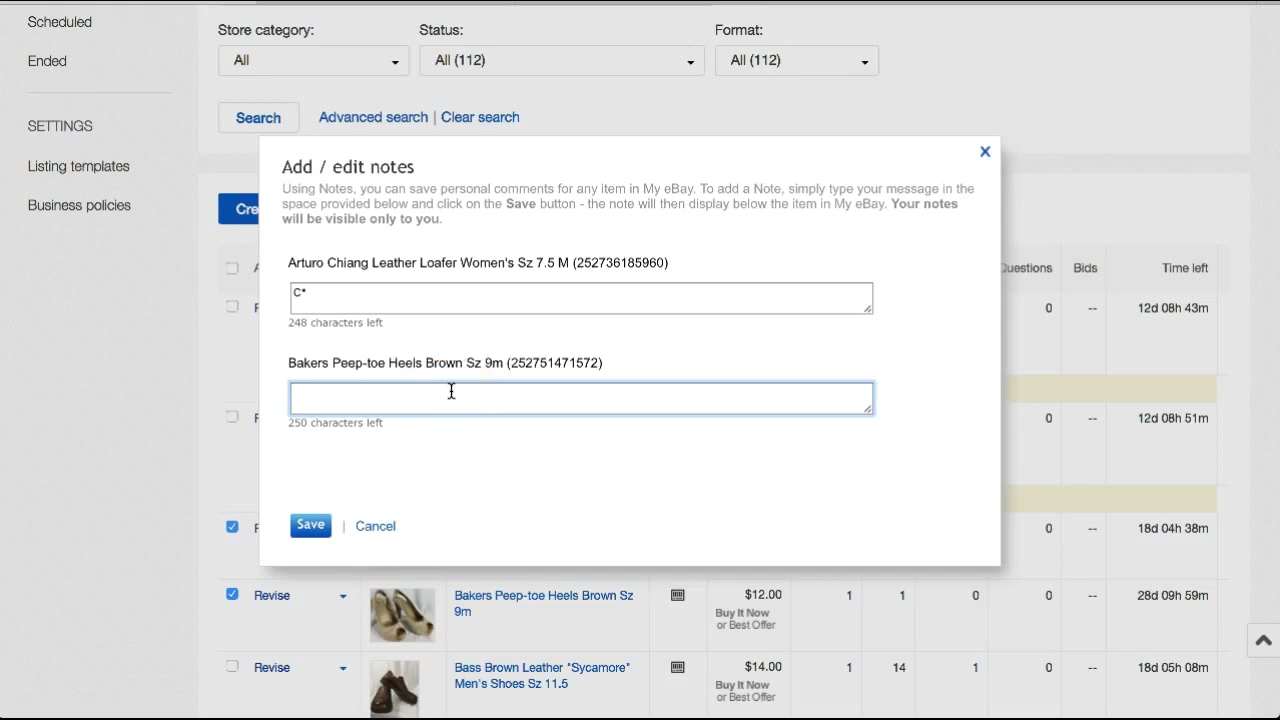 Scheduled
Ended
SETTINGS
Listing templates
Business policies
Store category:
Status:
Format:
All
All (112)
All (112)
Search
Advanced search | Clear search
Cre
Add / edit notes
X
Using Notes, you can save personal comments for any item in My eBay. To add a Note, simply type your message in the
space provided below and click on the Save button - the note will then display below the item in My eBay. Your notes
will be visible only to you.
Arturo Chiang Leather Loafer Women's Sz 7.5 M (252736185960)
C*
248 characters left
Bakers Peep-toe Heels Brown Sz 9m (252751471572)
250 characters left
Save | Cancel
Questions Bids Time left
0 -- 12d 08h 43m
0 -- 12d 08h 51m
0 -- 18d 04h 38m
Revise Bakers Peep-toe Heels Brown Sz $12.00 1 1 0 0 -- 28d 09h 59m
9m Buy It Now
or Best Offer
Revise Bass Brown Leather "Sycamore" $14.00 1 14 1 0 -- 18d 05h 08m
Men's Shoes Sz 11.5 Buy It Now
or Best Offer